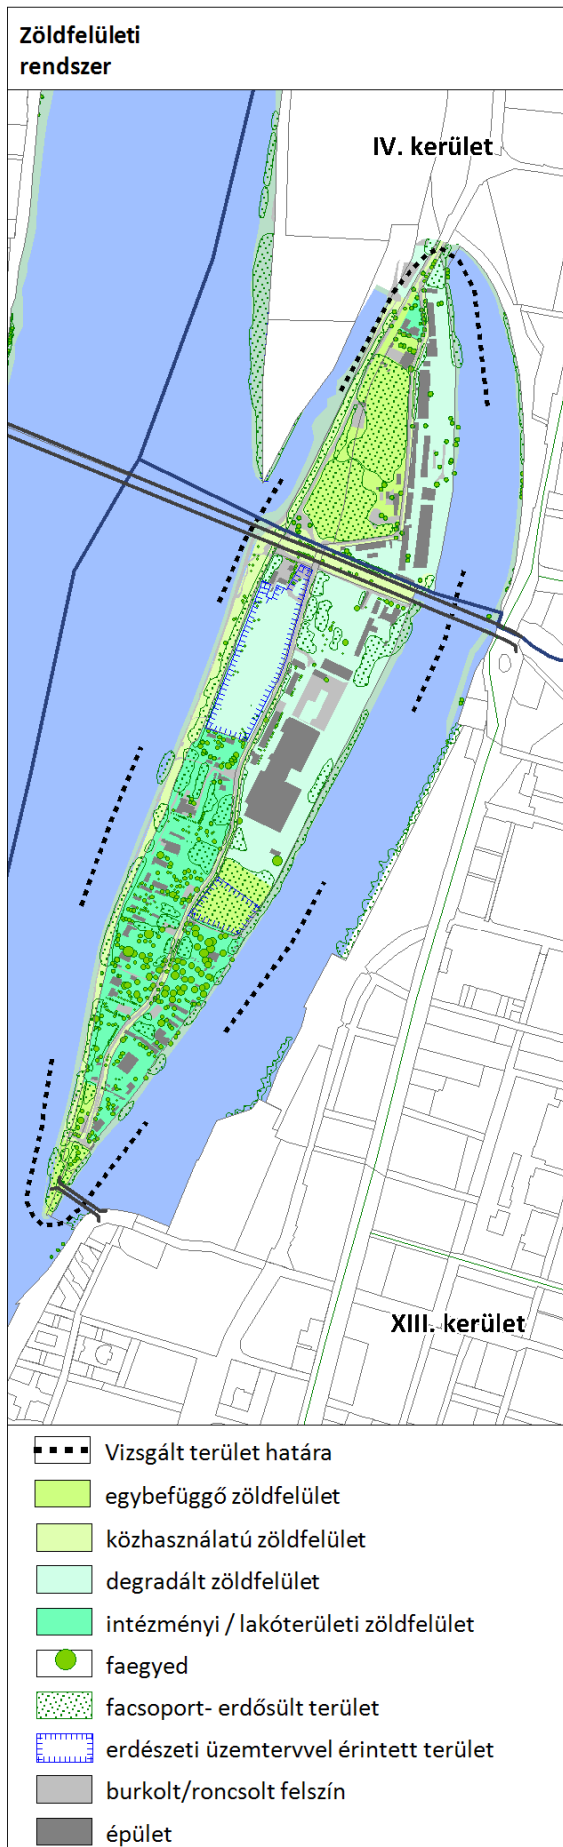 Zöldfelületi
rendszer
IV. kerület
XIII. kerület
Vizsgált terület határa
egybefüggő zöldfelület
közhasználatú zöldfelület
degradált zöldfelület
intézményi / lakóterületi zöldfelület
faegyed
facsoport- erdősült terület
erdészeti üzemtervvel érintett terület
burkolt/roncsolt felszín
épület